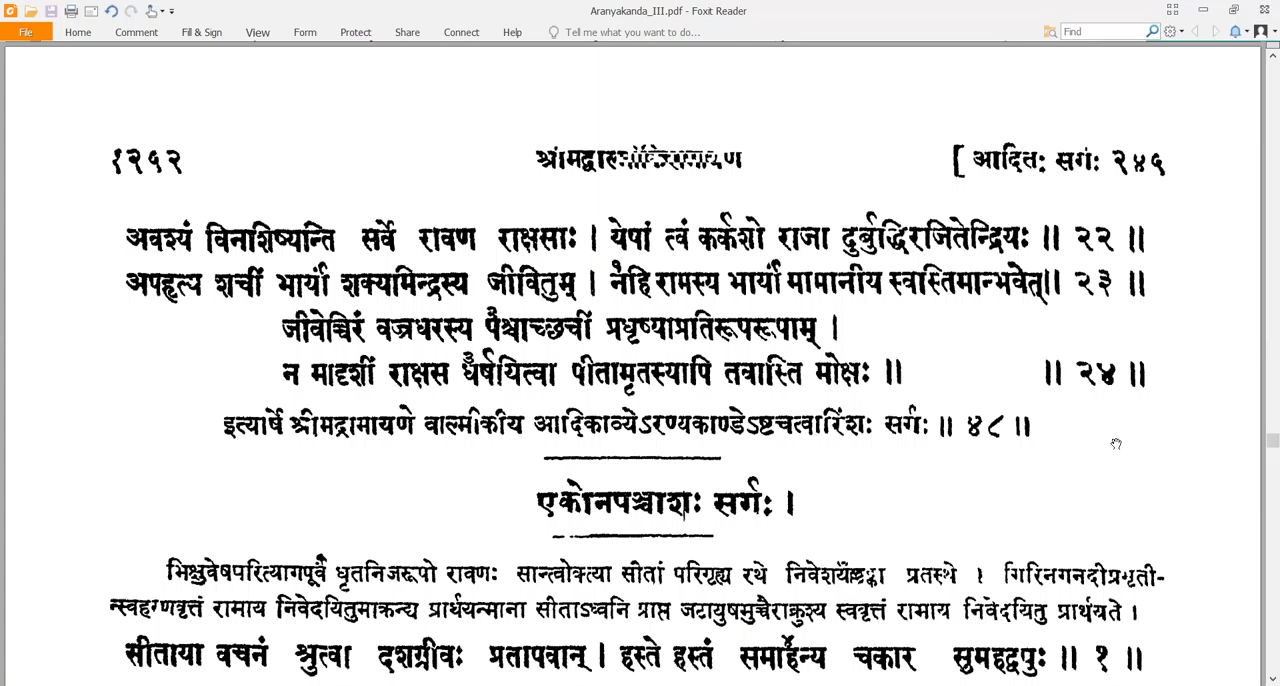 Aranyakanda_III.pdf - Foxit Reader
File Home Comment Fill & Sign View Form Protect Share Connect Help Tell me what you want to do... Find
१२५२ [ आदितः सर्गः २४५
अवश्यं विनाशिष्यन्ति सर्वे रावण राक्षसाः । येषां त्वं कर्कशो राजा दुर्बुद्धिरजितेन्द्रियः ॥ २२ ॥
अपहृत्य शचीं भार्यां शक्यमिन्द्रस्य जीवितुम् । नहि रामस्य भार्यां मामानीय स्वास्तिमान्भवेत् ॥ २३ ॥
जीवेच्चिरं वज्रधरस्य पश्चाच्छचीं प्रधृष्याप्रतिरूपरूपाम् ।
न मादृशीं राक्षस धर्षयित्वा पीतामृतस्यापि तवास्ति मोक्षः ॥ ॥ २४ ॥
इत्यार्षे श्रीमद्रामायणे वाल्मीकीय आदिकाव्येऽरण्यकाण्डेऽष्टचत्वारिंशः सर्गः ॥ ४८ ॥
एकोनपञ्चाशः सर्गः ।
भिक्षुवेषपरित्यागपूर्वं धृतनिजरूपो रावणः सान्त्वोक्त्या सीतां परिगृह्य रथे प्रतस्थे । गिरिनगनदीप्रभृती-
न्स्वहरणवृत्तं रामाय निवेदयितुमाक्रन्द्य प्रार्थयन्माना सीताऽध्वनि प्राप्त जटायुषमुच्चैराक्रुश्य स्ववृत्तं रामाय निवेदयितु प्रार्थयते ।
सीताया वचनं श्रुत्वा दशग्रीवः प्रतापवान् । हस्ते हस्तं समाहन्य चकार सुमहद्वपुः ॥ १ ॥